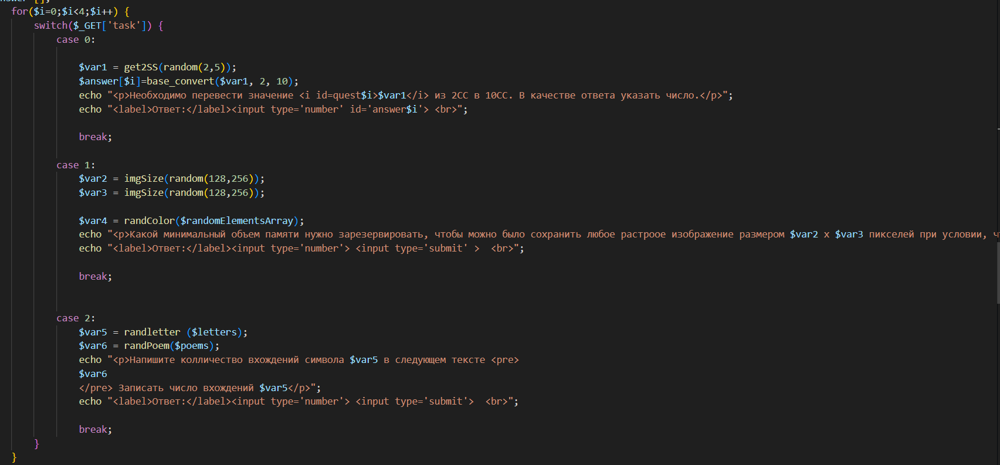 for($i=0;$i<4;$i++) {
switch($_GET['task']) {
case 0:
$var1 = get2SS(random(2,5));
$answer[$i]=base_convert($var1, 2, 10);
echo "<p>Необходимо перевести значение <i id=quest$i>$var1</i> из 2СС в 10СС. В качестве ответа указать число.</p>";
echo "<label>Ответ:</label><input type='number' id='answer$i'> <br>";
break;
case 1:
$var2 = imgSize(random(128,256));
$var3 = imgSize(random(128,256));
$var4 = randColor($randomElementsArray);
echo "<p>Какой минимальный объем памяти нужно зарезервировать, чтобы можно было сохранить любое растроое изображение размером $var2 x $var3 пикселей при условии,
echo "<label>Ответ:</label><input type='number'> <input type='submit' >  <br>";
break;
case 2:
$var5 = randletter ($letters);
$var6 = randPoem($poems);
echo "<p>Напишите колличество вхождений символа $var5 в следующем тексте <pre>
$var6
</pre> Записать число вхождений $var5</p>";
echo "<label>Ответ:</label><input type='number'> <input type='submit'>  <br>";
break;
}
}